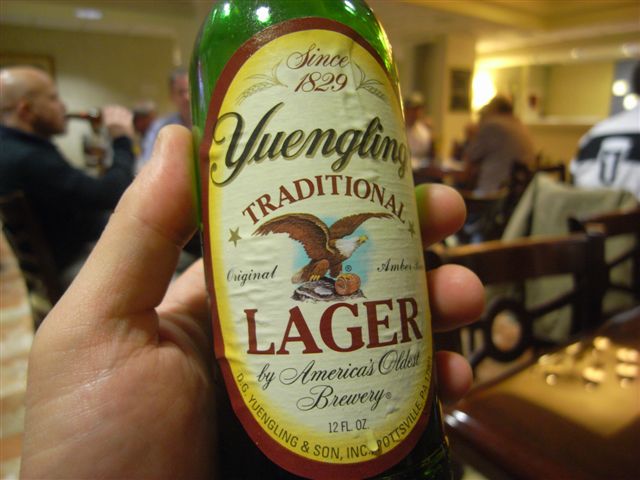 Since
1829
Yuengling
TRADITIONAL
Original Amber
®
LAGER
by America's Oldest
Brewery®
12 FL. OZ.
D.G. YUENGLING & SON, INC. POTTSVILLE, PA